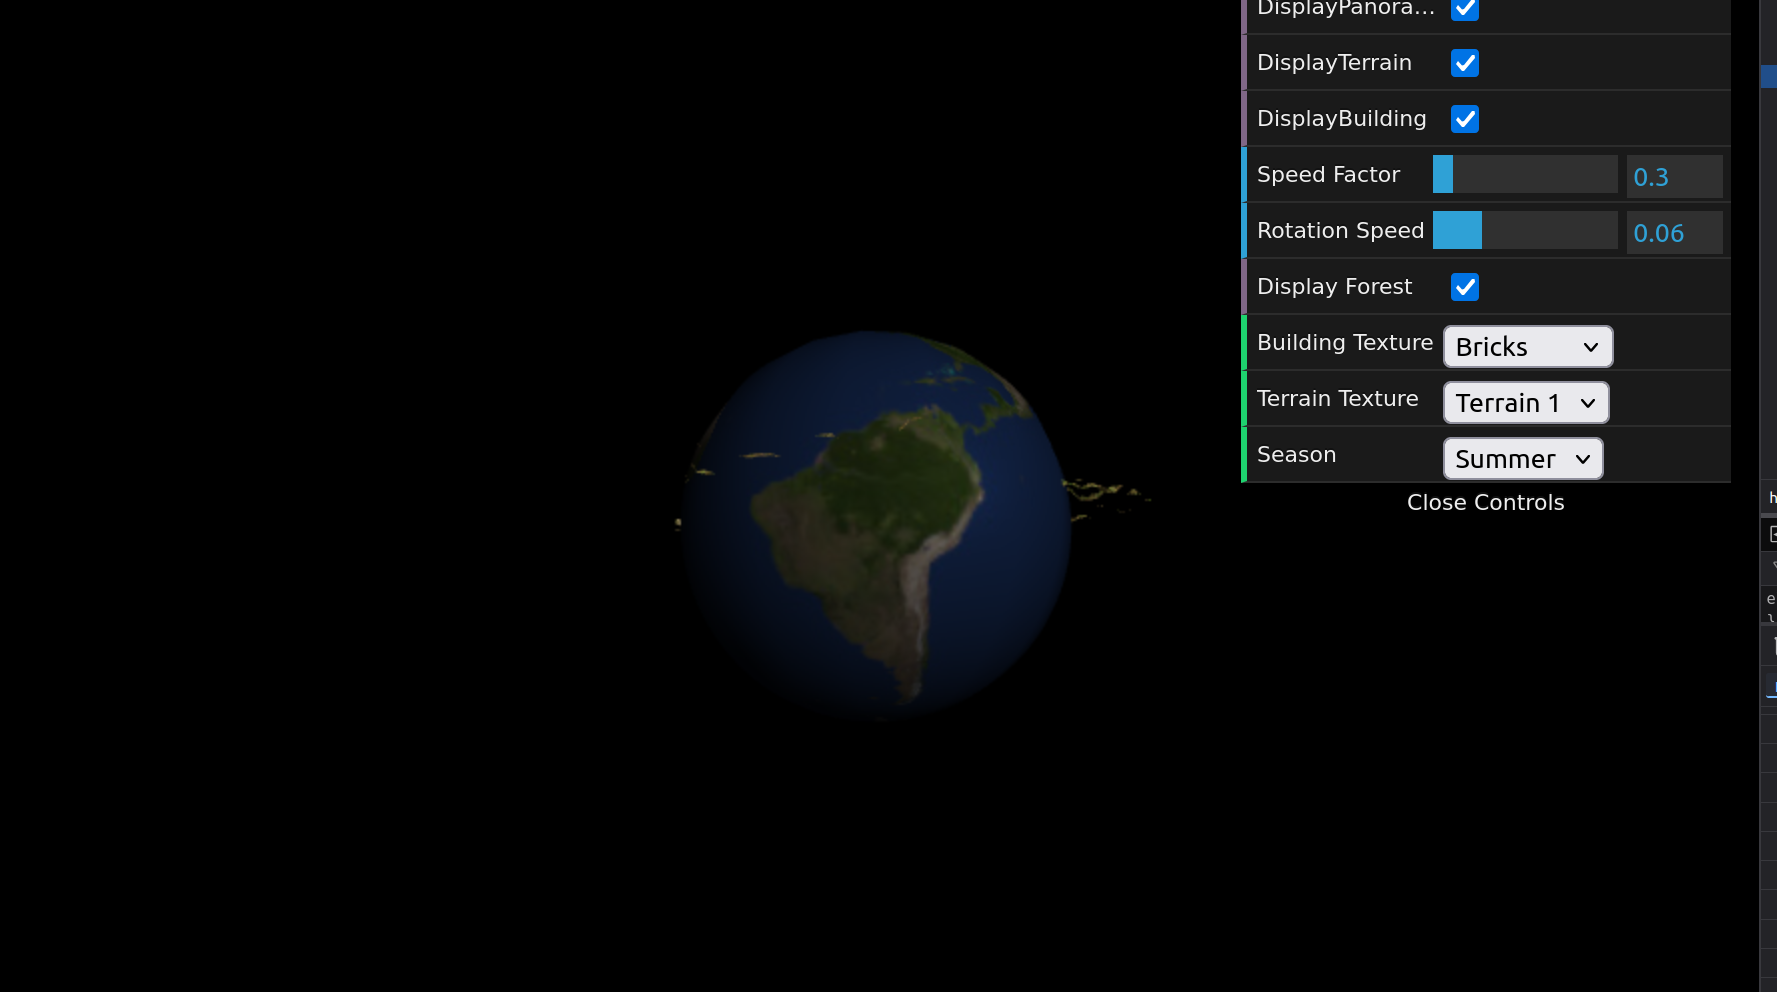 DisplayPanora...
DisplayTerrain
DisplayBuilding
Speed Factor 0.3
Rotation Speed 0.06
Display Forest
Building Texture Bricks
Terrain Texture Terrain 1
Season Summer
Close Controls